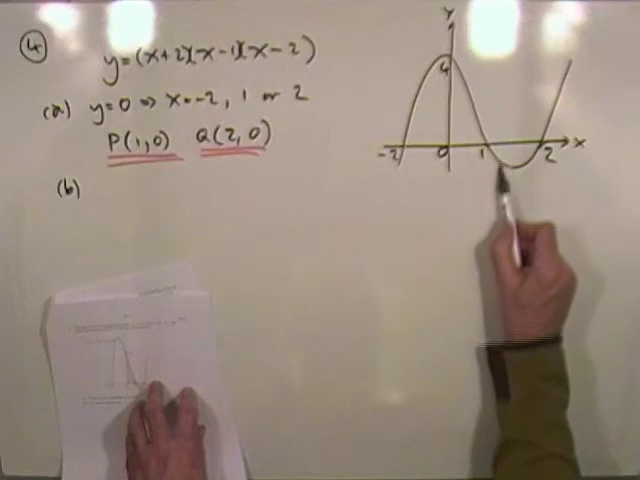 ④ y=(x+2)(x-1)(x-2)
(a) y=0 => x=-2, 1 or 2
P(1,0) Q(2,0)
(b)
Y
4
-2 0 1 2 x